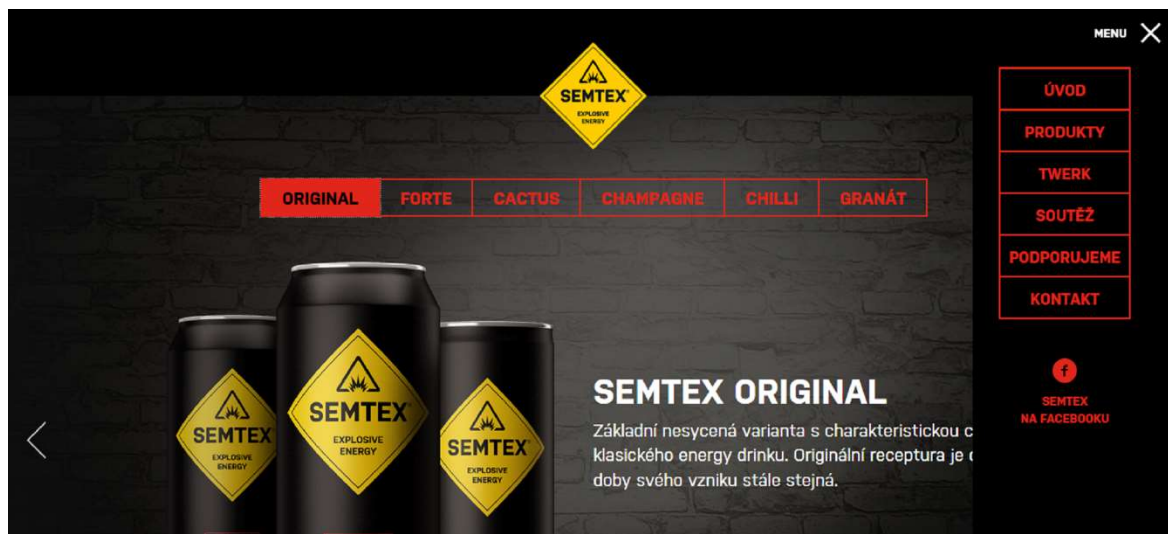 MENU
SEMTEX®
EXPLOSIVE
ENERGY
ÚVOD
PRODUKTY
TWERK
SOUTĚŽ
PODPORUJEME
KONTAKT
ORIGINAL
FORTE
CACTUS
CHAMPAGNE
CHILLI
GRANÁT
SEMTEX
EXPLOSIVE
ENERGY
SEMTEX
EXPLOSIVE
ENERGY
SEMTEX
EXPLOSIVE
ENERGY
SEMTEX ORIGINAL
Základní nesycená varianta s charakteristickou c
klasického energy drinku. Originální receptura je
doby svého vzniku stále stejná.
f
SEMTEX
NA FACEBOOKU